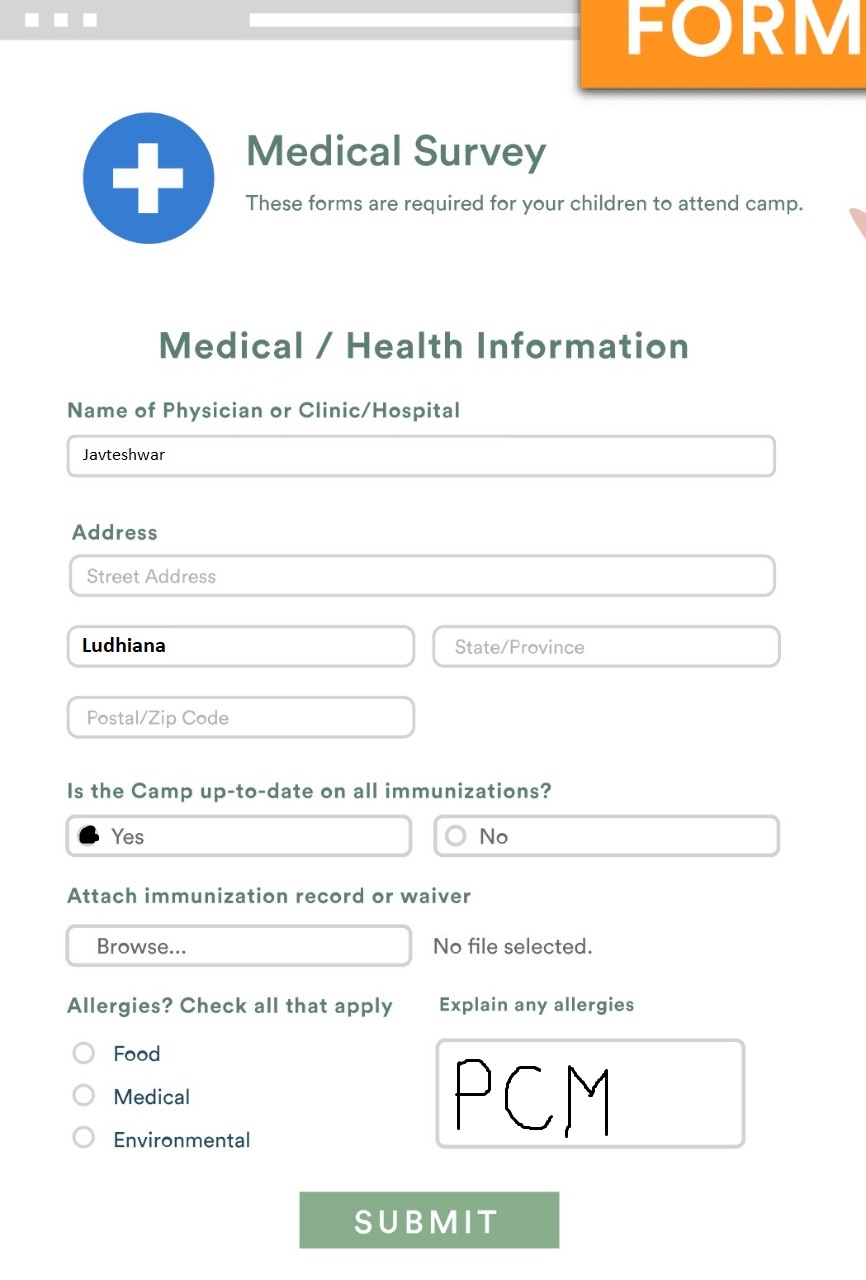 FORM
Medical Survey
These forms are required for your children to attend camp.
Medical / Health Information
Name of Physician or Clinic/Hospital
Javteshwar
Address
Street Address
Ludhiana State/Province
Postal/Zip Code
Is the Camp up-to-date on all immunizations?
Yes No
Attach immunization record or waiver
Browse... No file selected.
Allergies? Check all that apply Explain any allergies
Food
Medical PCM
Environmental
SUBMIT